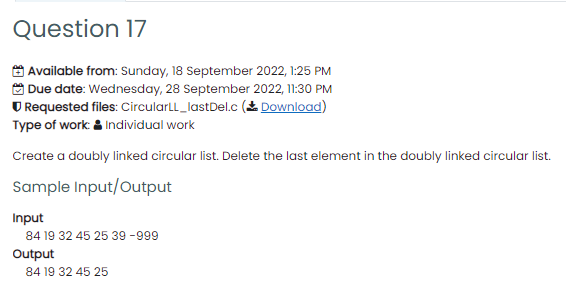 Question 17
Available from: Sunday, 18 September 2022, 1:25 PM
Due date: Wednesday, 28 September 2022, 11:30 PM
Requested files: CircularLL_lastDel.c (Download)
Type of work: Individual work
Create a doubly linked circular list. Delete the last element in the doubly linked circular list.
Sample Input/Output
Input
84 19 32 45 25 39 -999
Output
84 19 32 45 25